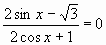 (2 sin x − √3)/(2 cos x + 1) = 0